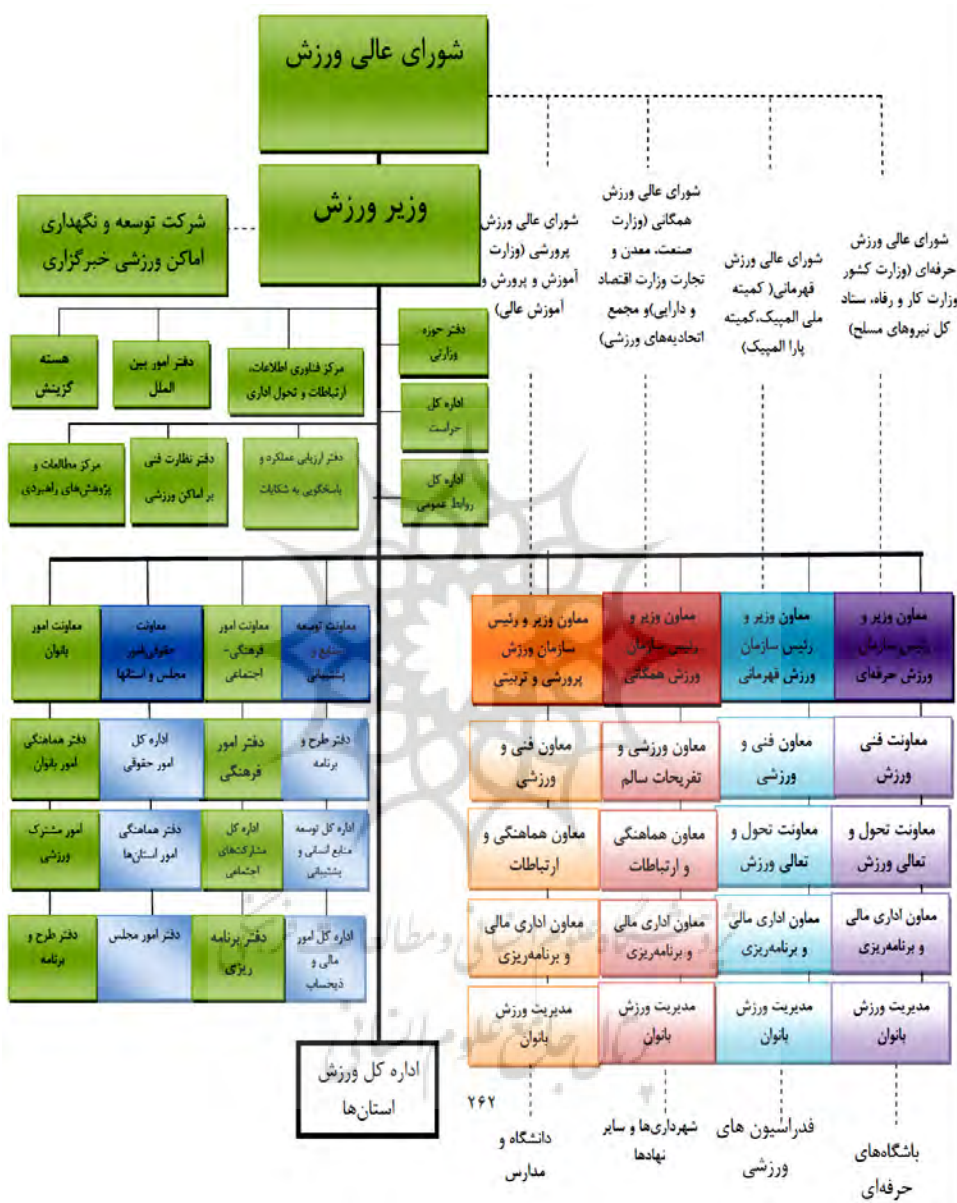 شورای عالی ورزش
وزیر ورزش
شرکت توسعه و نگهداری
اماکن ورزشی خبرگزاری
شورای عالی ورزش
پرورشی (وزارت
آموزش و پرورش و
آموزش عالی)
شورای عالی ورزش
همگانی (وزارت
صنعت، معدن و
تجارت وزارت اقتصاد
و دارایی)و مجمع
اتحادیه‌های ورزشی)
شورای عالی ورزش
قهرمانی( کمیته
ملی المپیک،کمیته
پارا المپیک)
شورای عالی ورزش
حرفه‌ای (وزارت کشور
وزارت کار و رفاه، ستاد
کل نیروهای مسلح)
دفتر حوزه
وزارتی
مرکز فناوری اطلاعات،
ارتباطات و تحول اداری
دفتر امور بین
الملل
هسته
گزینش
اداره کل
حراست
دفتر ارزیابی عملکرد و
پاسخگویی به شکایات
دفتر نظارت فنی
بر اماکن ورزشی
مرکز مطالعات و
پژوهش‌های راهبردی
اداره کل
روابط عمومی
معاون وزیر و
رئیس سازمان
ورزش حرفه‌ای
معاون وزیر و
رئیس سازمان
ورزش قهرمانی
معاون وزیر و
رئیس سازمان
ورزش همگانی
معاون وزیر و رئیس
سازمان ورزش
پرورشی و تربیتی
معاونت توسعه
منابع و
پشتیبانی
معاونت امور
فرهنگی-
اجتماعی
معاونت
حقوقی،امور
مجلس و استانها
معاونت امور
بانوان
معاونت فنی
ورزش
معاون فنی و
ورزشی
معاون ورزشی و
تفریحات سالم
معاون فنی و
ورزشی
دفتر طرح و
برنامه
دفتر امور
فرهنگی
اداره کل
امور حقوقی
دفتر هماهنگی
امور بانوان
معاونت تحول و
تعالی ورزش
معاونت تحول و
تعالی ورزش
معاون هماهنگی
و ارتباطات
معاون هماهنگی و
ارتباطات
اداره کل توسعه
منابع انسانی و
پشتیبانی
اداره کل
مشارکت‌های
اجتماعی
دفتر هماهنگی
امور استان‌ها
امور مشترک
ورزشی
معاون اداری مالی
و برنامه‌ریزی
معاون اداری مالی
و برنامه‌ریزی
معاون اداری مالی
و برنامه‌ریزی
معاون اداری مالی
و برنامه‌ریزی
اداره کل امور
مالی و
ذیحساب
دفتر برنامه
ریزی
دفتر امور مجلس
دفتر طرح و
برنامه
مدیریت ورزش
بانوان
مدیریت ورزش
بانوان
مدیریت ورزش
بانوان
مدیریت ورزش
بانوان
اداره کل ورزش
استان‌ها
۲۶۲
باشگاه‌های
حرفه‌ای
فدراسیون های
ورزشی
شهرداری‌ها و سایر
نهادها
دانشگاه و
مدارس
پژوهشگاه علوم انسانی و مطالعات فرهنگی
پرتال جامع علوم انسانی